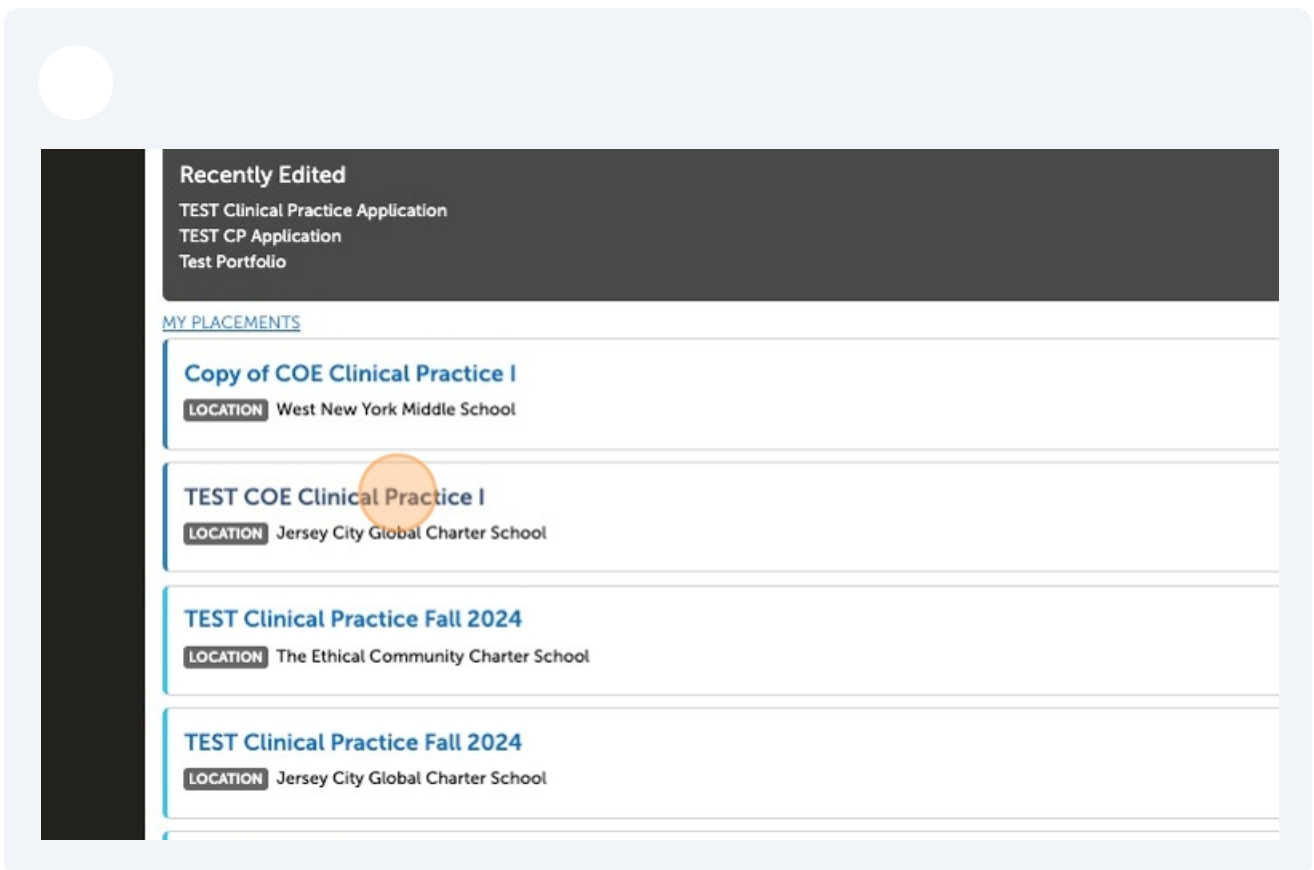 Recently Edited
TEST Clinical Practice Application
TEST CP Application
Test Portfolio
MY PLACEMENTS
Copy of COE Clinical Practice I
LOCATION West New York Middle School
TEST COE Clinical Practice I
LOCATION Jersey City Global Charter School
TEST Clinical Practice Fall 2024
LOCATION The Ethical Community Charter School
TEST Clinical Practice Fall 2024
LOCATION Jersey City Global Charter School